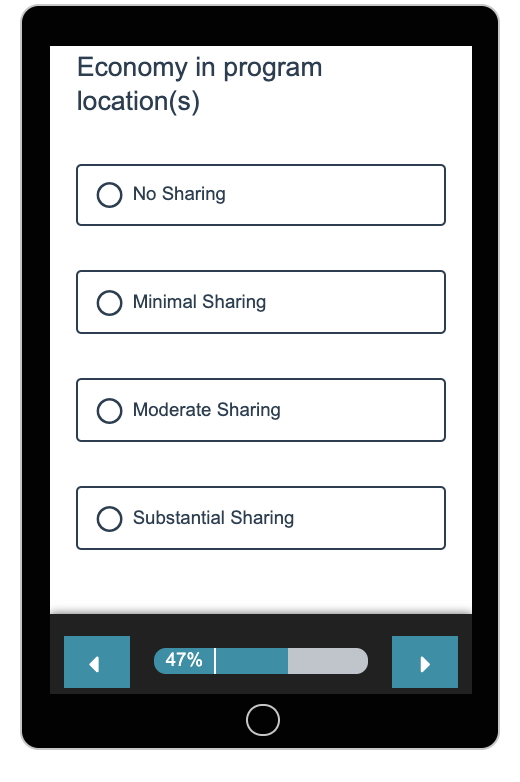 Economy in program
location(s)
No Sharing
Minimal Sharing
Moderate Sharing
Substantial Sharing
47%